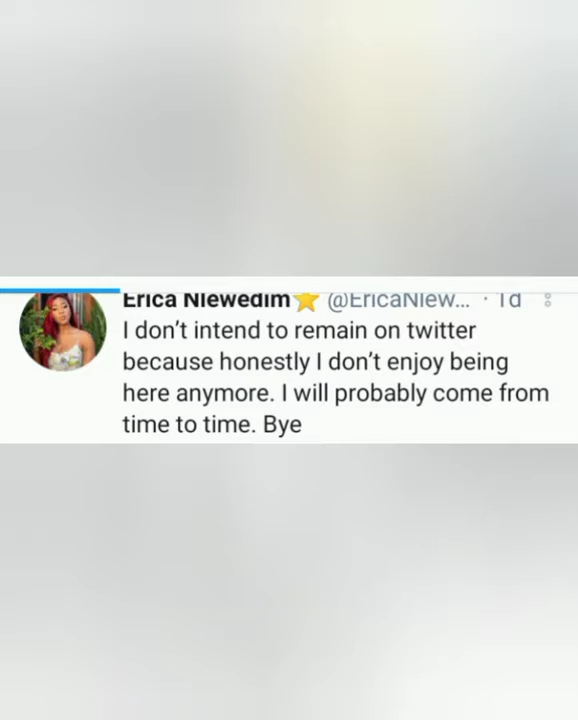 Erica Nlewedim⭐ @EricaNlew... · 1d
I don't intend to remain on twitter
because honestly I don't enjoy being
here anymore. I will probably come from
time to time. Bye